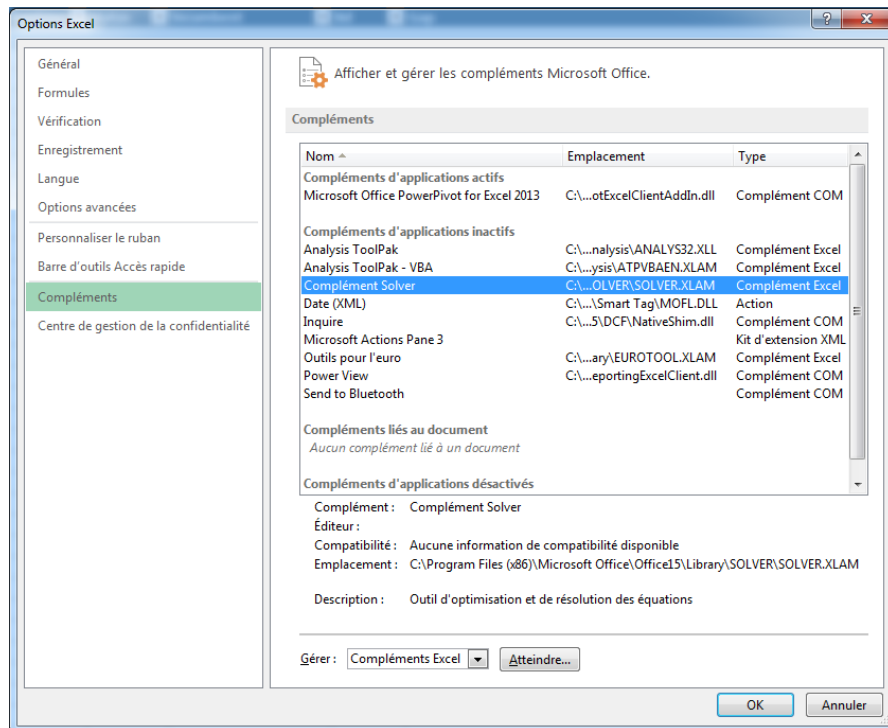 Options Excel
Général
Formules
Vérification
Enregistrement
Langue
Options avancées
Personnaliser le ruban
Barre d'outils Accès rapide
Compléments
Centre de gestion de la confidentialité
Afficher et gérer les compléments Microsoft Office.
Compléments
Nom Emplacement Type
Compléments d'applications actifs
Microsoft Office PowerPivot for Excel 2013 C:\...otExcelClientAddIn.dll Complément COM
Compléments d'applications inactifs
Analysis ToolPak C:\...nalysis\ANALYS32.XLL Complément Excel
Analysis ToolPak - VBA C:\...ysis\ATPVBAEN.XLAM Complément Excel
Complément Solver C:\...OLVER\SOLVER.XLAM Complément Excel
Date (XML) C:\...\Smart Tag\MOFL.DLL Action
Inquire C:\...5\DCF\NativeShim.dll Complément COM
Microsoft Actions Pane 3 Kit d'extension XML
Outils pour l'euro C:\...ary\EUROTOOL.XLAM Complément Excel
Power View C:\...eportingExcelClient.dll Complément COM
Send to Bluetooth Complément COM
Compléments liés au document
Aucun complément lié à un document
Compléments d'applications désactivés
Complément : Complément Solver
Éditeur :
Compatibilité : Aucune information de compatibilité disponible
Emplacement : C:\Program Files (x86)\Microsoft Office\Office15\Library\SOLVER\SOLVER.XLAM
Description : Outil d'optimisation et de résolution des équations
Gérer : Compléments Excel Atteindre...
OK Annuler